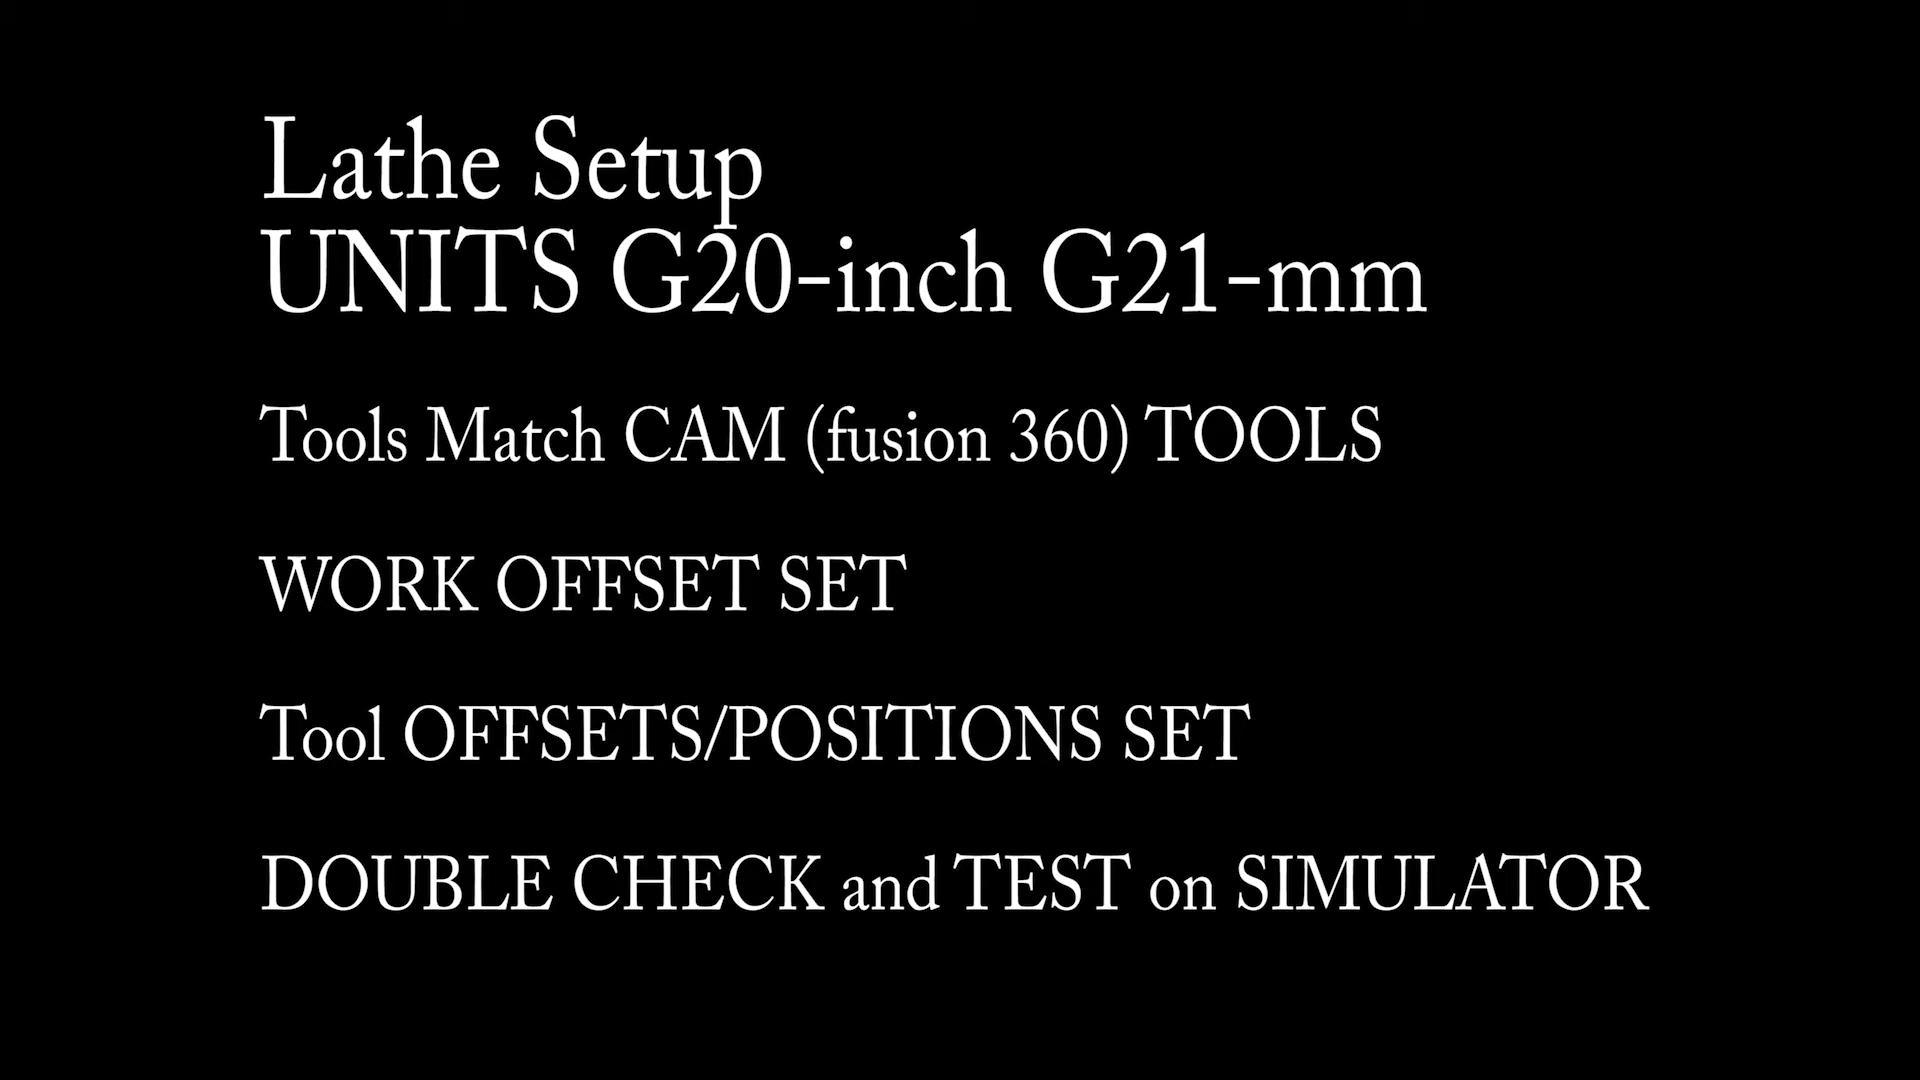 Lathe Setup
UNITS G20-inch G21-mm
Tools Match CAM (fusion 360) TOOLS
WORK OFFSET SET
Tool OFFSETS/POSITIONS SET
DOUBLE CHECK and TEST on SIMULATOR